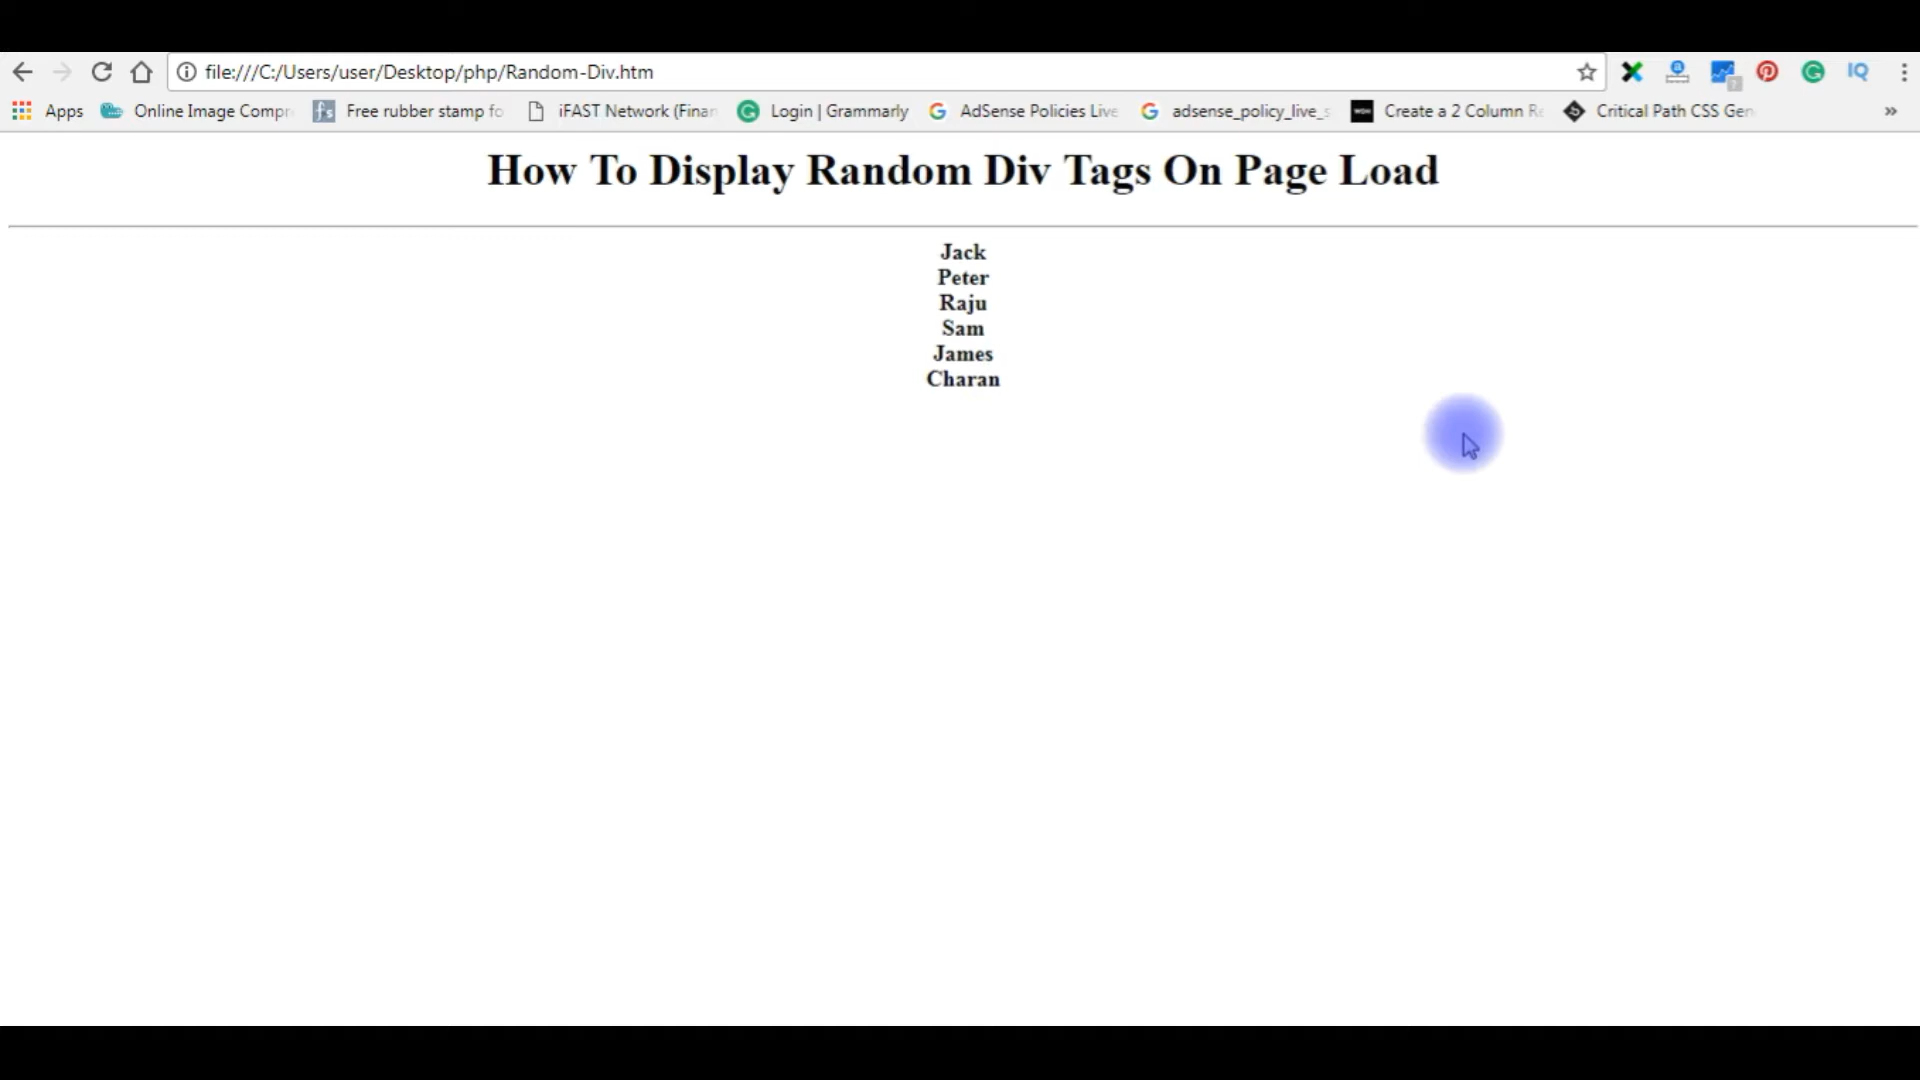 file:///C:/Users/user/Desktop/php/Random-Div.htm
IQ
Apps Online Image Compr Free rubber stamp fo iFAST Network (Finan Login | Grammarly AdSense Policies Live adsense_policy_live_s Create a 2 Column Re Critical Path CSS Gen »
How To Display Random Div Tags On Page Load
Jack
Peter
Raju
Sam
James
Charan